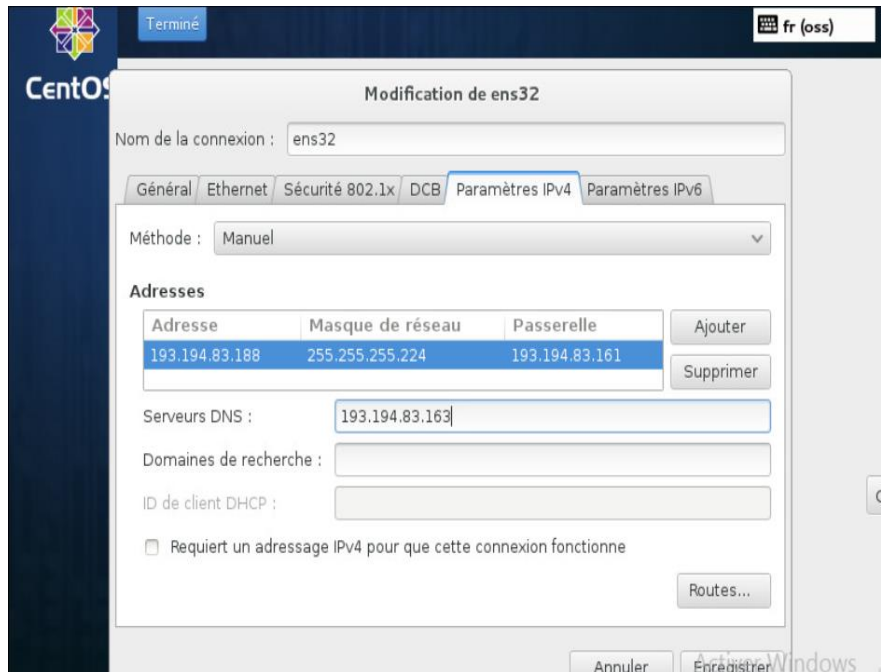 Terminé
fr (oss)
CentOS
Modification de ens32
Nom de la connexion : ens32
Général Ethernet Sécurité 802.1x DCB Paramètres IPv4 Paramètres IPv6
Méthode : Manuel
Adresses
Adresse Masque de réseau Passerelle Ajouter
193.194.83.188 255.255.255.224 193.194.83.161
Supprimer
Serveurs DNS : 193.194.83.163
Domaines de recherche :
ID de client DHCP :
Requiert un adressage IPv4 pour que cette connexion fonctionne
Routes...
Annuler Enregistrer
Activer Windows